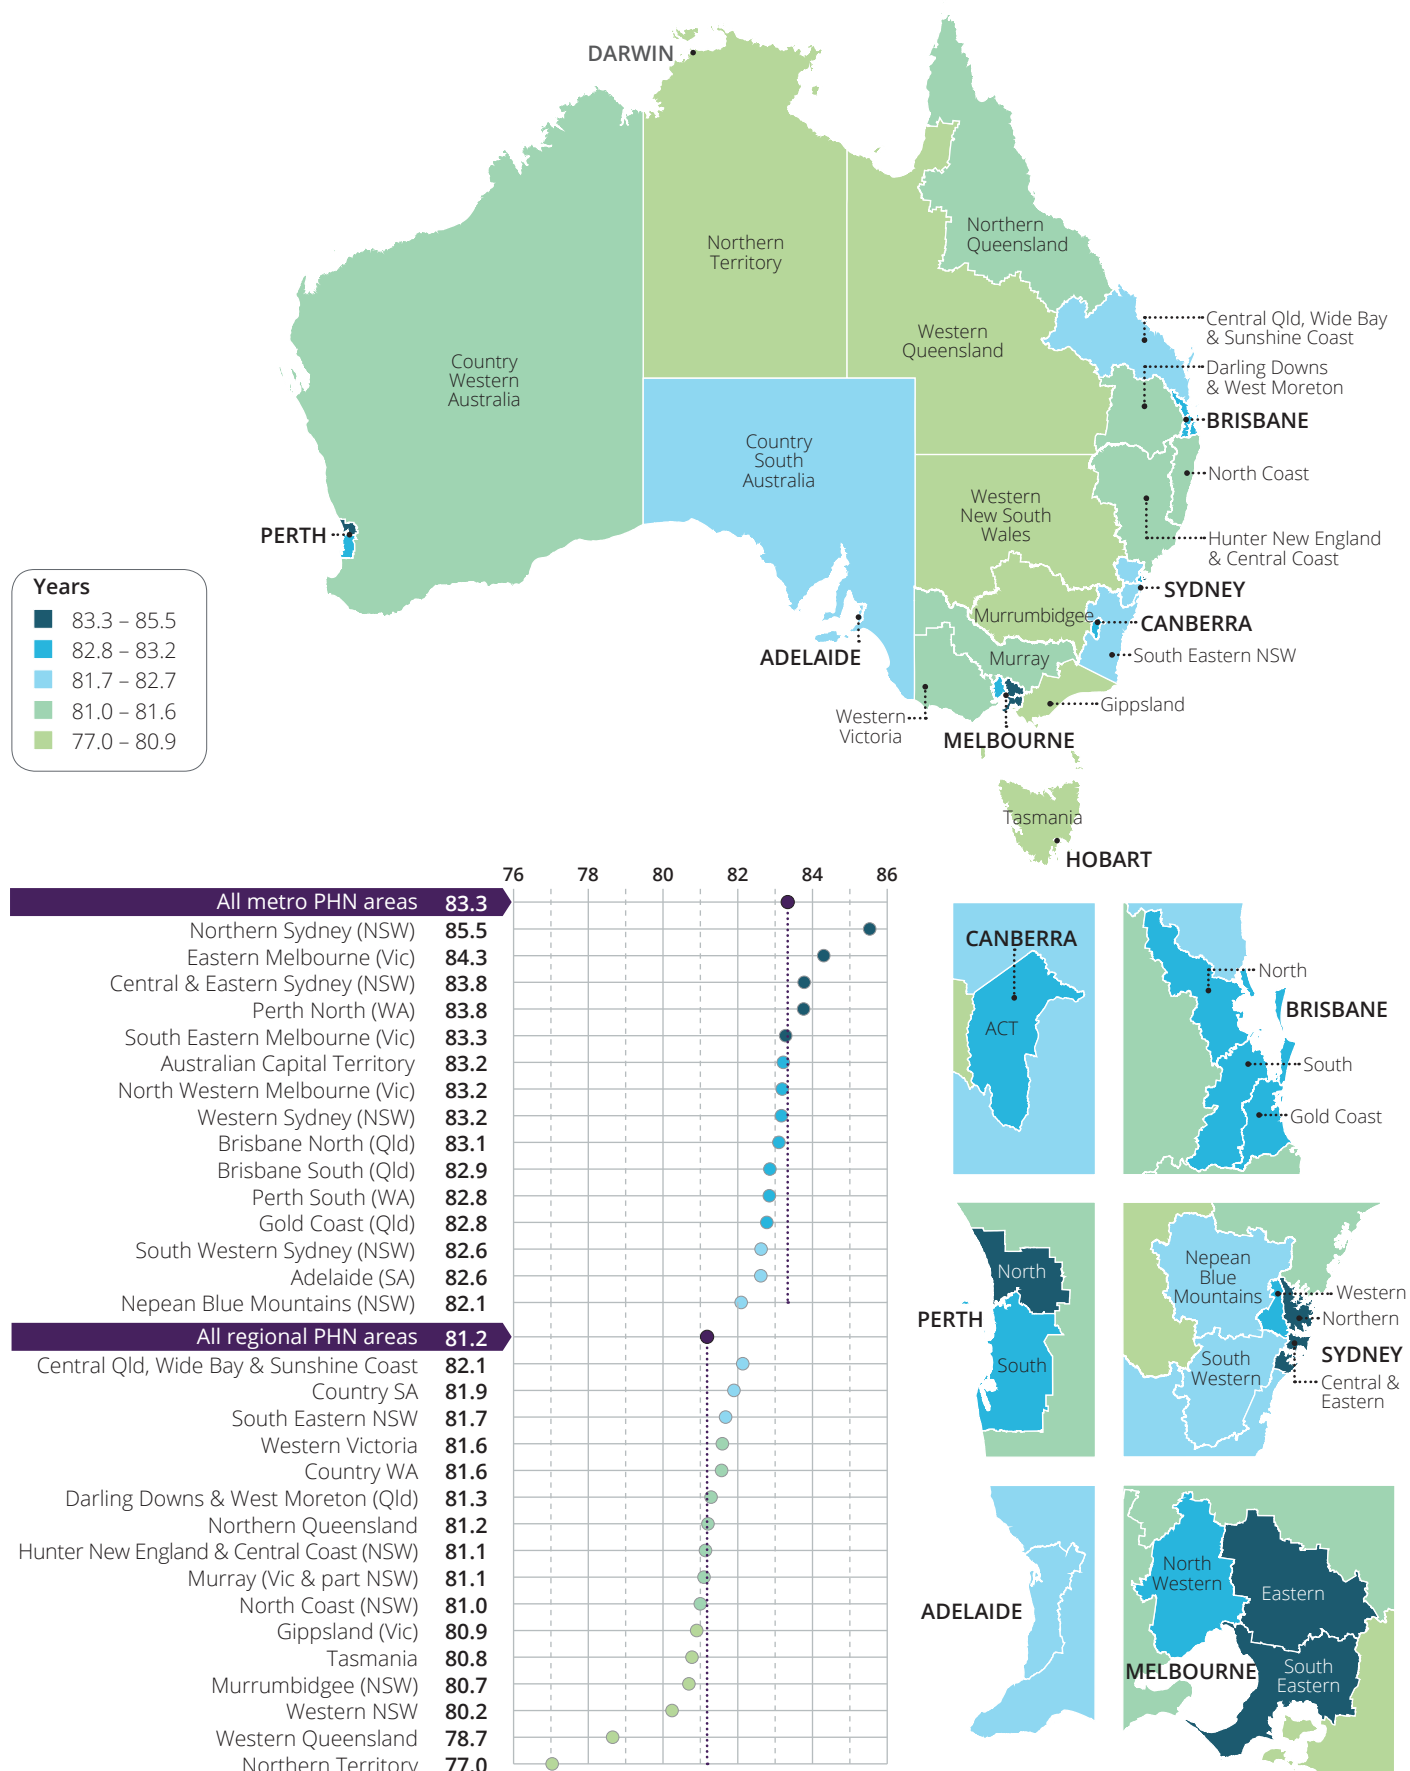 DARWIN
Northern
Queensland
Northern
Territory
Central Qld, Wide Bay
& Sunshine Coast
Western
Queensland
Country
Western
Australia
Darling Downs
& West Moreton
BRISBANE
Country
South
Australia
North Coast
Western
New South
Wales
PERTH
Hunter New England
& Central Coast
SYDNEY
Murrumbidgee
CANBERRA
ADELAIDE
South Eastern NSW
Murray
Gippsland
Western
Victoria
MELBOURNE
Tasmania
HOBART
Years
83.3 – 85.5
82.8 – 83.2
81.7 – 82.7
81.0 – 81.6
77.0 – 80.9
76 78 80 82 84 86
All metro PHN areas 83.3
Northern Sydney (NSW) 85.5
Eastern Melbourne (Vic) 84.3
Central & Eastern Sydney (NSW) 83.8
Perth North (WA) 83.8
South Eastern Melbourne (Vic) 83.3
Australian Capital Territory 83.2
North Western Melbourne (Vic) 83.2
Western Sydney (NSW) 83.2
Brisbane North (Qld) 83.1
Brisbane South (Qld) 82.9
Perth South (WA) 82.8
Gold Coast (Qld) 82.8
South Western Sydney (NSW) 82.6
Adelaide (SA) 82.6
Nepean Blue Mountains (NSW) 82.1
All regional PHN areas 81.2
Central Qld, Wide Bay & Sunshine Coast 82.1
Country SA 81.9
South Eastern NSW 81.7
Western Victoria 81.6
Country WA 81.6
Darling Downs & West Moreton (Qld) 81.3
Northern Queensland 81.2
Hunter New England & Central Coast (NSW) 81.1
Murray (Vic & part NSW) 81.1
North Coast (NSW) 81.0
Gippsland (Vic) 80.9
Tasmania 80.8
Murrumbidgee (NSW) 80.7
Western NSW 80.2
Western Queensland 78.7
Northern Territory 77.0
CANBERRA
ACT
North
BRISBANE
South
Gold Coast
North
PERTH
South
Nepean
Blue
Mountains
Western
Northern
SYDNEY
South
Western
Central &
Eastern
ADELAIDE
North
Western
Eastern
MELBOURNE
South
Eastern